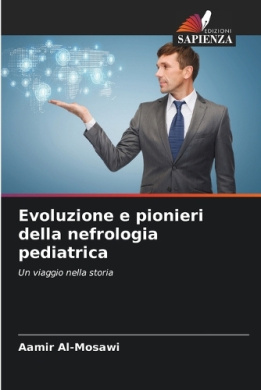 EDIZIONI
SAPIENZA
Evoluzione e pionieri
della nefrologia
pediatrica
Un viaggio nella storia
Aamir Al-Mosawi